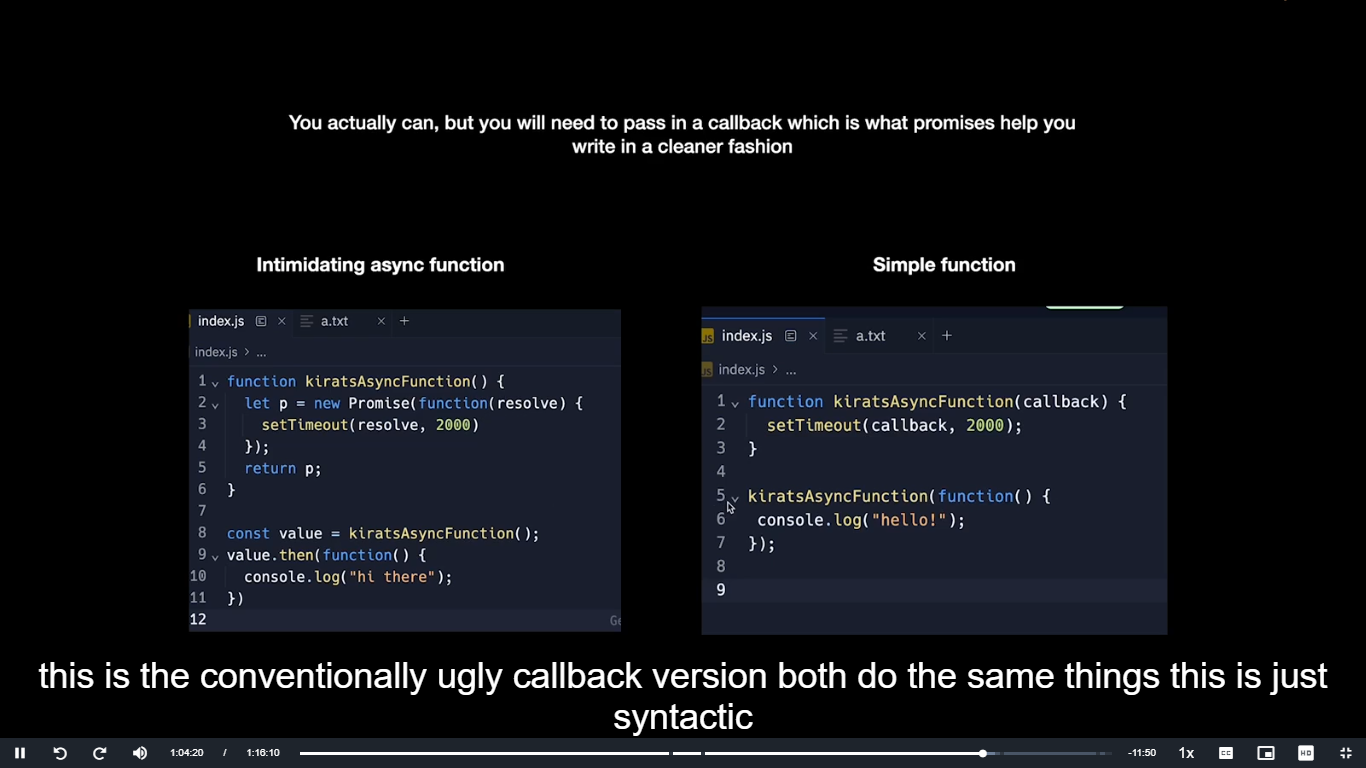 You actually can, but you will need to pass in a callback which is what promises help you
write in a cleaner fashion
Intimidating async function
index.js
a.txt
index.js > ...
1 function kiratsAsyncFunction() {
2 let p = new Promise(function(resolve) {
3 setTimeout(resolve, 2000)
4 });
5 return p;
6 }
7
8 const value = kiratsAsyncFunction();
9 value.then(function() {
10 console.log("hi there");
11 })
12
Simple function
JS index.js
a.txt
JS index.js > ...
1 function kiratsAsyncFunction(callback) {
2 setTimeout(callback, 2000);
3 }
4
5 kiratsAsyncFunction(function() {
6 console.log("hello!");
7 });
8
9
this is the conventionally ugly callback version both do the same things this is just
syntactic
1:04:20 / 1:16:10 -11:50 1x CC HD